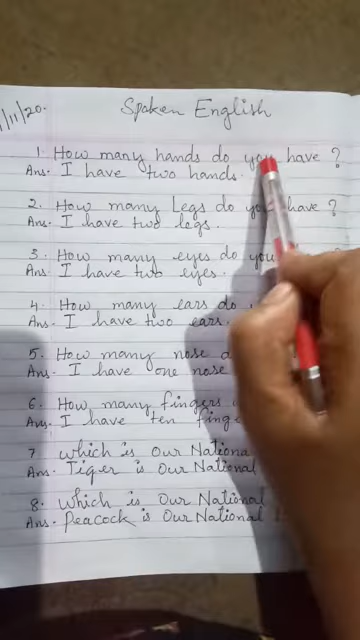 /11/20.
Spoken English
1. How many hands do you have ?
Ans. I have two hands.
2. How many Legs do you have ?
Ans. I have two legs.
3. How many eyes do you ?
Ans. I have two eyes.
4. How many ears do
Ans. I have two ears.
5. How many nose
Ans. I have one nose
6. How many fingers
Ans. I have ten
7 which is Our
Ans. Tiger is Our National
8. which is Our National
Ans. Peacock is Our National